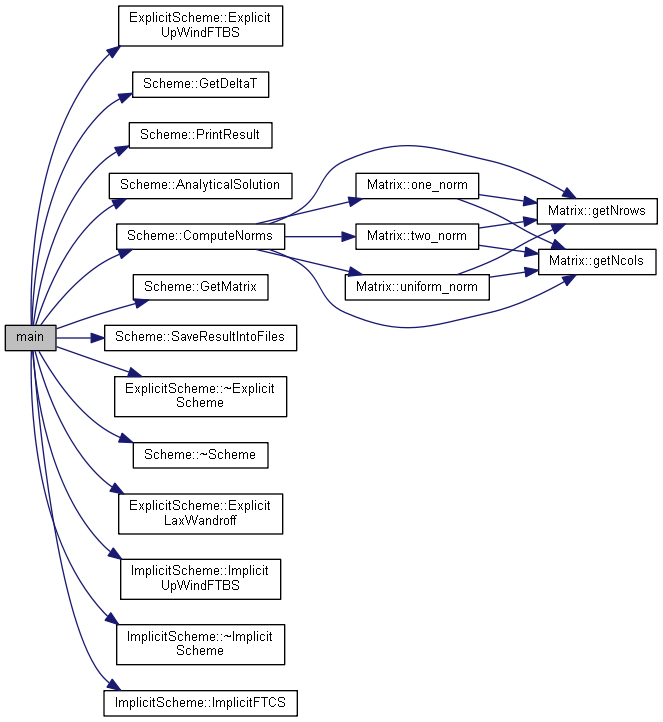 ExplicitScheme::Explicit
UpWindFTBS
Scheme::GetDeltaT
Scheme::PrintResult
Scheme::AnalyticalSolution
Matrix::one_norm
Matrix::getNrows
Scheme::ComputeNorms
Matrix::two_norm
Matrix::getNcols
Scheme::GetMatrix
Matrix::uniform_norm
main
Scheme::SaveResultIntoFiles
ExplicitScheme::~Explicit
Scheme
Scheme::~Scheme
ExplicitScheme::Explicit
LaxWandroff
ImplicitScheme::Implicit
UpWindFTBS
ImplicitScheme::~Implicit
Scheme
ImplicitScheme::ImplicitFTCS